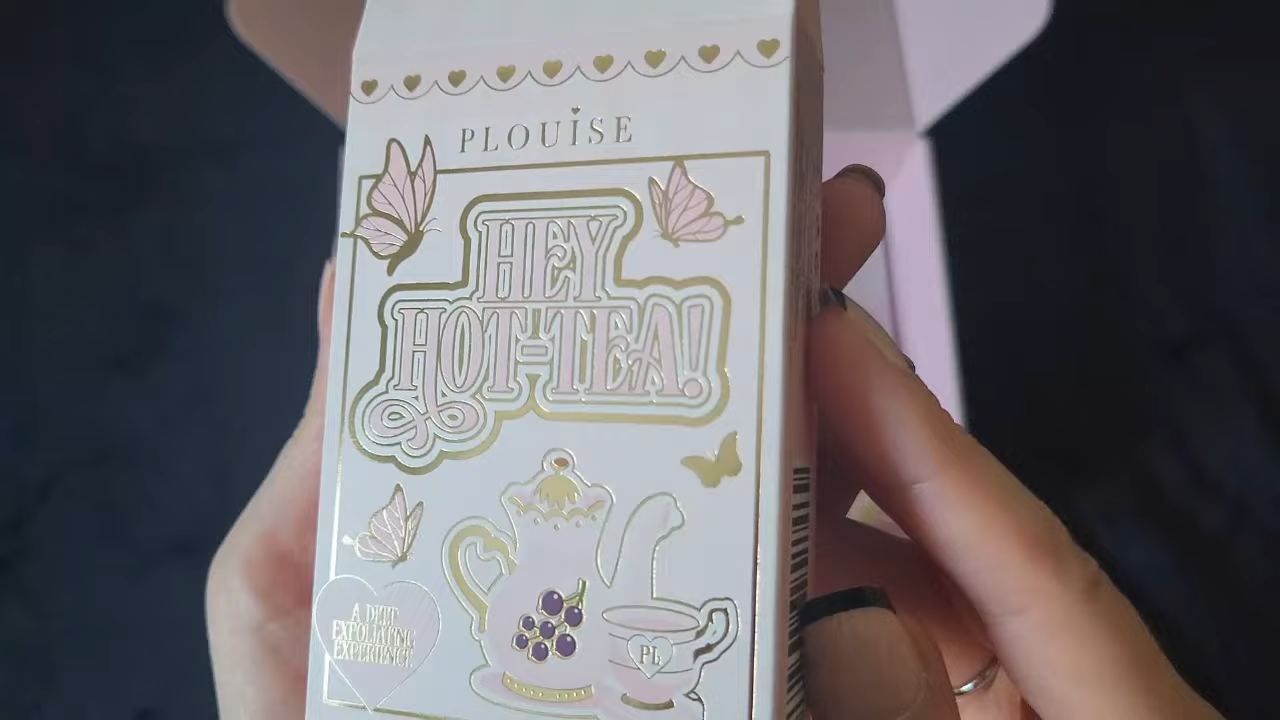 PLOUISE
HEY
HOT-TEA!
A DEEP
EXFOLIATING
EXPERIENCE
PL